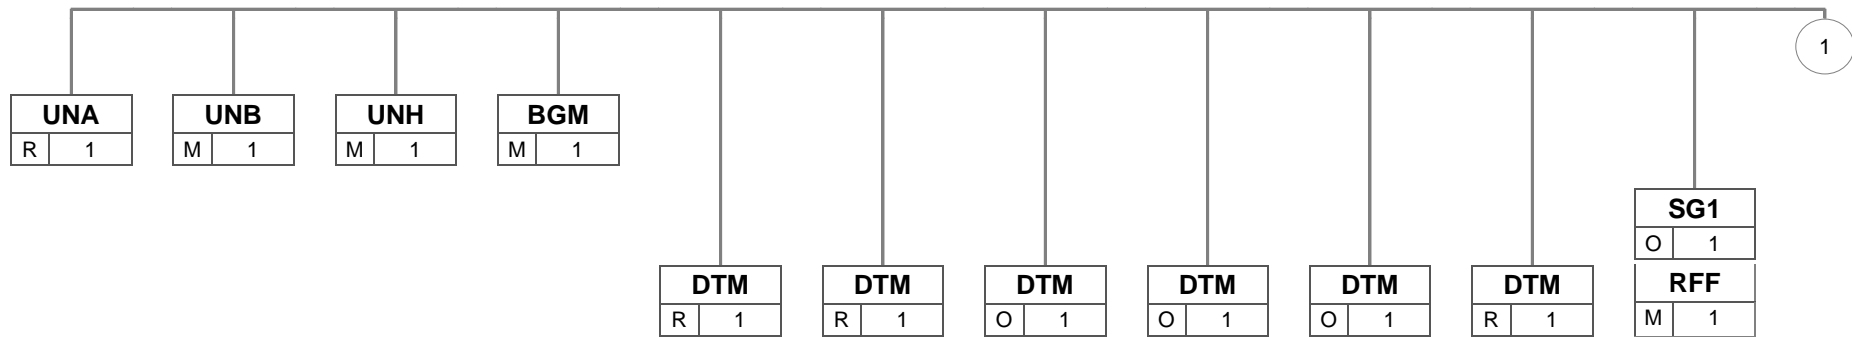 1
UNA UNB UNH BGM
R 1 M 1 M 1 M 1
SG1
O 1
DTM DTM DTM DTM DTM DTM RFF
R 1 R 1 O 1 O 1 O 1 R 1 M 1